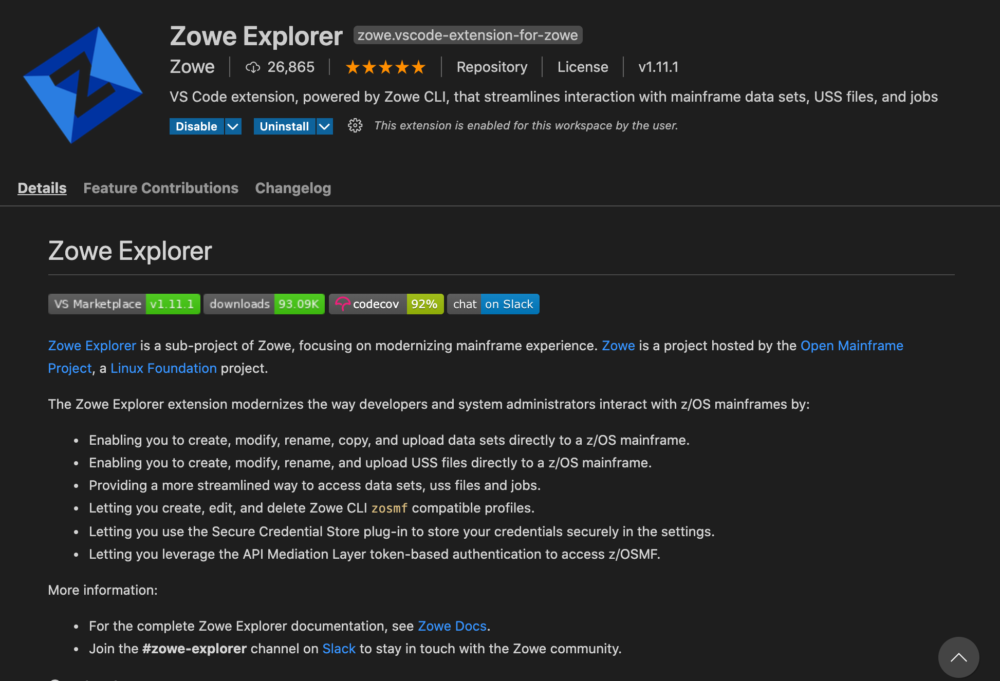 Zowe Explorer zowe.vscode-extension-for-zowe
Zowe 26,865 Repository License v1.11.1
VS Code extension, powered by Zowe CLI, that streamlines interaction with mainframe data sets, USS files, and jobs
Disable Uninstall This extension is enabled for this workspace by the user.
Details Feature Contributions Changelog
Zowe Explorer
VS Marketplace v1.11.1 downloads 93.09K codecov 92% chat on Slack
Zowe Explorer is a sub-project of Zowe, focusing on modernizing mainframe experience. Zowe is a project hosted by the Open Mainframe
Project, a Linux Foundation project.
The Zowe Explorer extension modernizes the way developers and system administrators interact with z/OS mainframes by:
• Enabling you to create, modify, rename, copy, and upload data sets directly to a z/OS mainframe.
• Enabling you to create, modify, rename, and upload USS files directly to a z/OS mainframe.
• Providing a more streamlined way to access data sets, uss files and jobs.
• Letting you create, edit, and delete Zowe CLI zosmf compatible profiles.
• Letting you use the Secure Credential Store plug-in to store your credentials securely in the settings.
• Letting you leverage the API Mediation Layer token-based authentication to access z/OSMF.
More information:
• For the complete Zowe Explorer documentation, see Zowe Docs.
• Join the #zowe-explorer channel on Slack to stay in touch with the Zowe community.